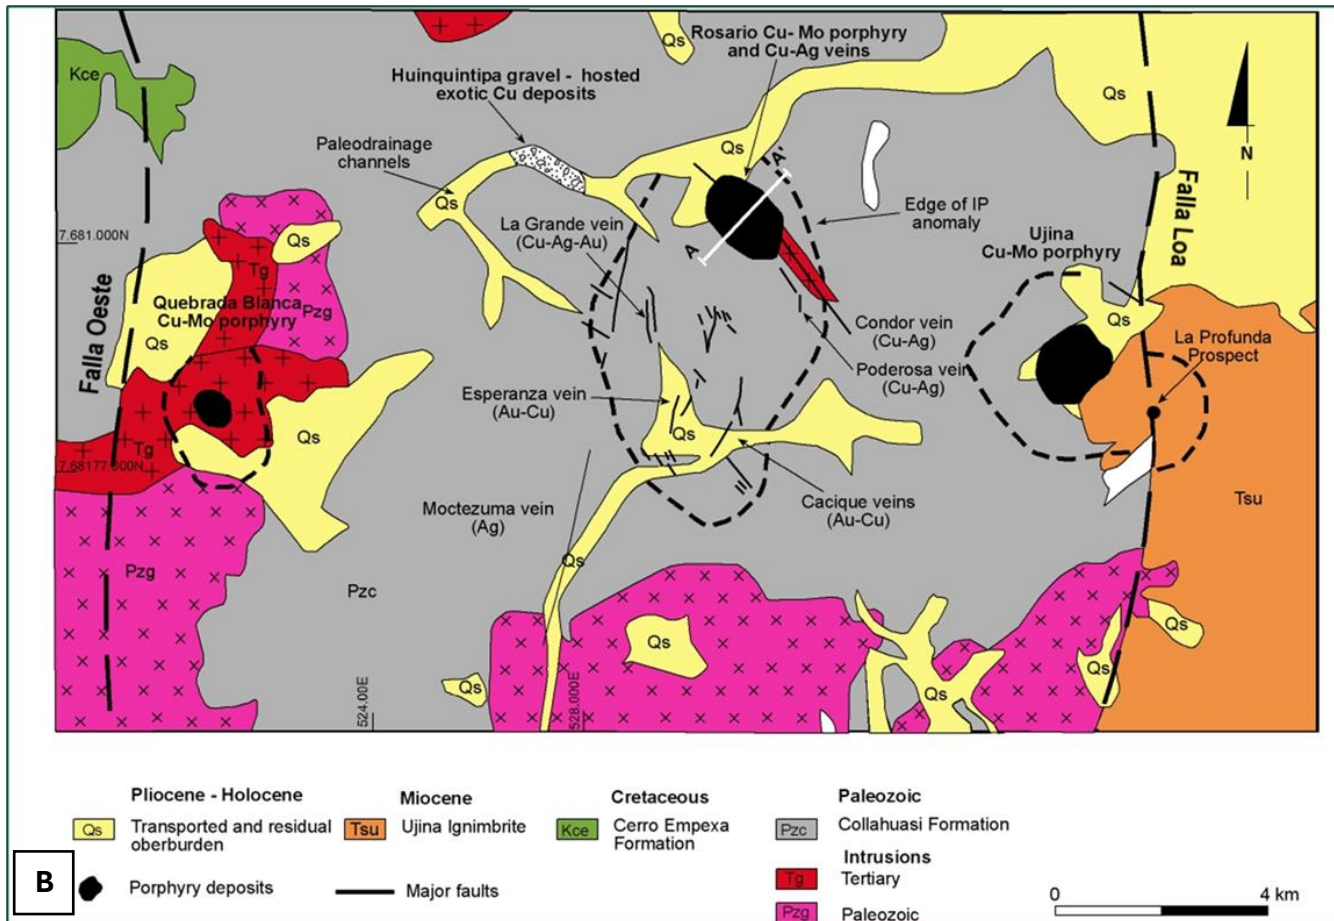 Kce
Huinquintipa gravel - hosted
exotic Cu deposits
Qs
Rosario Cu- Mo porphyry
and Cu-Ag veins
Qs
Qs
Paleodrainage
channels
Qs
N
A'
A
Edge of IP
anomaly
Falla Loa
7.681.000N
Qs
La Grande vein
(Cu-Ag-Au)
Ujina
Cu-Mo porphyry
Falla Oeste
Tg
Quebrada Blanca
Cu-Mo porphyry
Pzg
Qs
Condor vein
(Cu-Ag)
Qs
La Profunda
Prospect
Poderosa vein
(Cu-Ag)
Esperanza vein
(Au-Cu)
Qs
Qs
Tg
7.68177.000N
Moctezuma vein
(Ag)
Cacique veins
(Au-Cu)
Tsu
Qs
Pzg
Pzc
Qs
Qs
Qs
Qs
Qs
524.00E
528.000E
Pliocene - Holocene
Qs Transported and residual
oberburden
Miocene
Tsu Ujina Ignimbrite
Cretaceous
Kce Cerro Empexa
Formation
Paleozoic
Pzc Collahuasi Formation
Intrusions
Tg Tertiary
Pzg Paleozoic
B
Porphyry deposits
Major faults
0 4 km